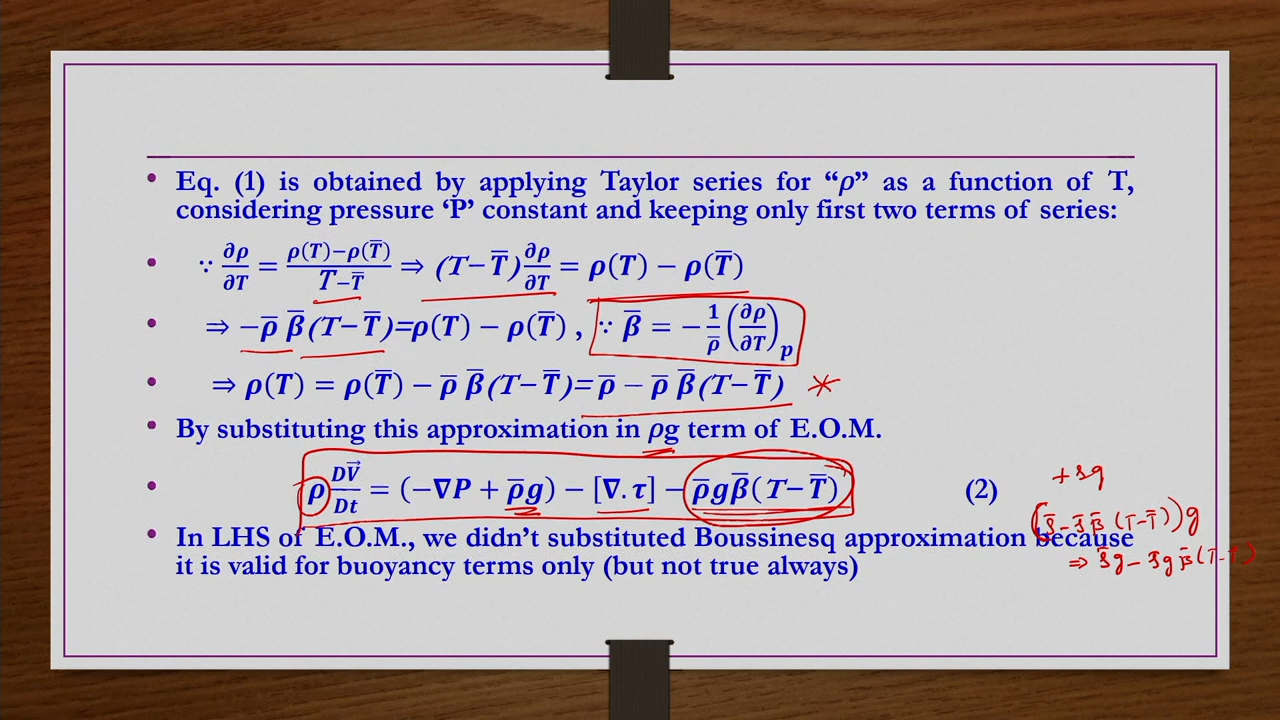 • Eq. (1) is obtained by applying Taylor series for “ρ” as a function of T,
considering pressure ‘P’ constant and keeping only first two terms of series:
• ∵ ∂ρ/∂T = (ρ(T)−ρ(T̅))/(T−T̅) ⇒ (T−T̅) ∂ρ/∂T = ρ(T) − ρ(T̅)
• ⇒ −ρ̅ β̅(T−T̅)=ρ(T) − ρ(T̅) , ∵ β̅ = −1/ρ̅ (∂ρ/∂T)ₚ
• ⇒ ρ(T) = ρ(T̅) − ρ̅ β̅(T−T̅)= ρ̅ − ρ̅ β̅(T−T̅) *
• By substituting this approximation in ρg term of E.O.M.
• ρ DV⃗/Dt = (−∇P + ρ̅g) − [∇.τ] − ρ̅gβ̅(T−T̅) (2)
+ρg
(ρ̅−ρ̅β̅(T−T̅))g
• In LHS of E.O.M., we didn’t substituted Boussinesq approximation because
it is valid for buoyancy terms only (but not true always)
⇒ ρ̅g − ρ̅gβ̅(T−T̅)